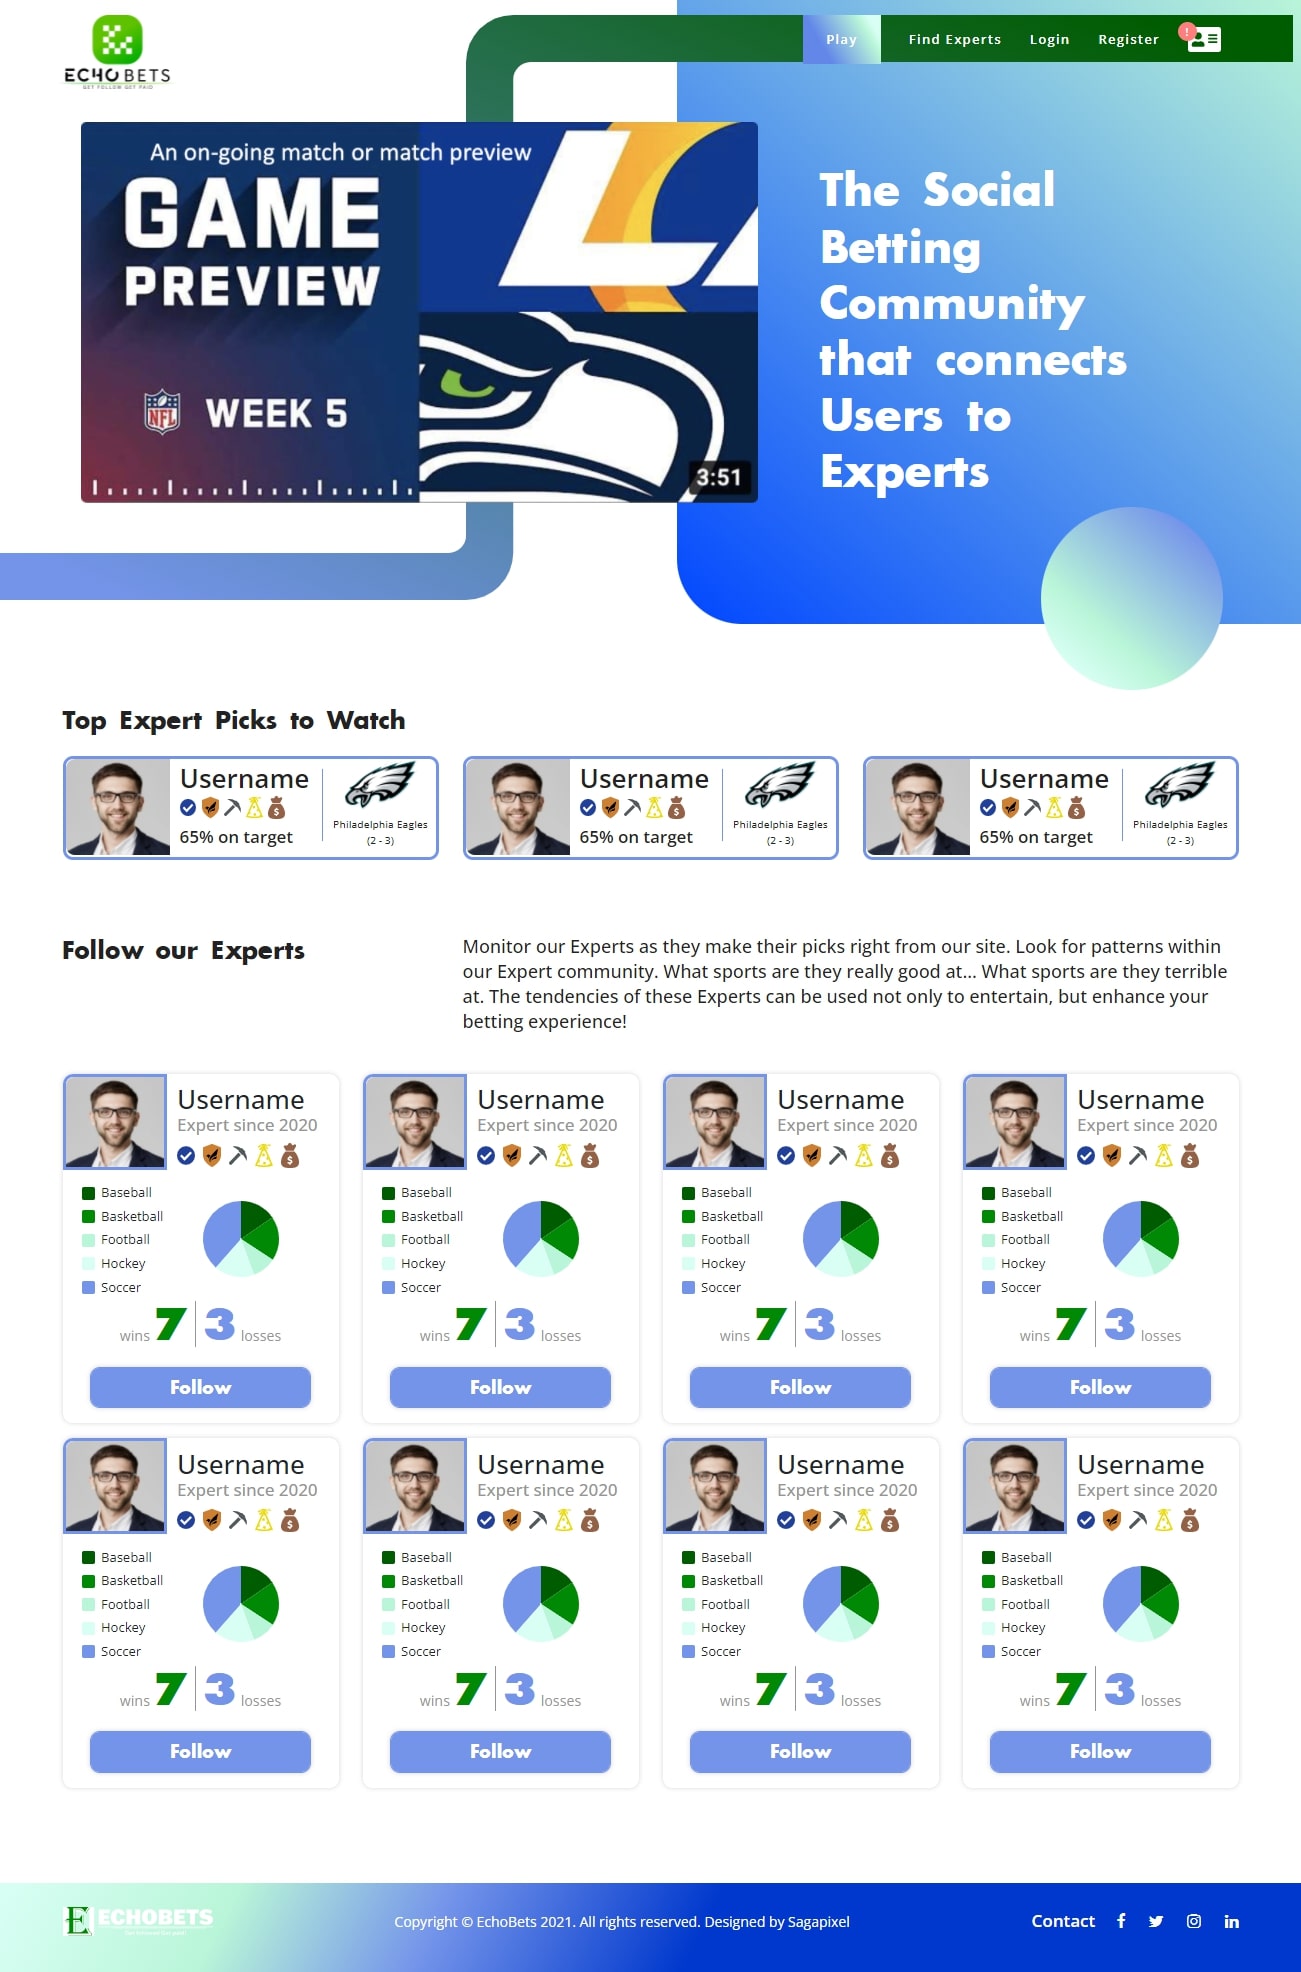 ECHOBETS
GET FOLLOW GET PAID
Play
Find Experts
Login
Register
!
An on-going match or match preview
GAME
PREVIEW
NFL
WEEK 5
LA
3:51
The Social
Betting
Community
that connects
Users to
Experts
Top Expert Picks to Watch
Username
65% on target
Philadelphia Eagles
(2 - 3)
Username
65% on target
Philadelphia Eagles
(2 - 3)
Username
65% on target
Philadelphia Eagles
(2 - 3)
Follow our Experts
Monitor our Experts as they make their picks right from our site. Look for patterns within
our Expert community. What sports are they really good at... What sports are they terrible
at. The tendencies of these Experts can be used not only to entertain, but enhance your
betting experience!
Username
Expert since 2020
Baseball
Basketball
Football
Hockey
Soccer
wins 7 3 losses
Follow
Username
Expert since 2020
Baseball
Basketball
Football
Hockey
Soccer
wins 7 3 losses
Follow
Username
Expert since 2020
Baseball
Basketball
Football
Hockey
Soccer
wins 7 3 losses
Follow
Username
Expert since 2020
Baseball
Basketball
Football
Hockey
Soccer
wins 7 3 losses
Follow
Username
Expert since 2020
Baseball
Basketball
Football
Hockey
Soccer
wins 7 3 losses
Follow
Username
Expert since 2020
Baseball
Basketball
Football
Hockey
Soccer
wins 7 3 losses
Follow
Username
Expert since 2020
Baseball
Basketball
Football
Hockey
Soccer
wins 7 3 losses
Follow
Username
Expert since 2020
Baseball
Basketball
Football
Hockey
Soccer
wins 7 3 losses
Follow
E ECHOBETS
Copyright © EchoBets 2021. All rights reserved. Designed by Sagapixel
Contact